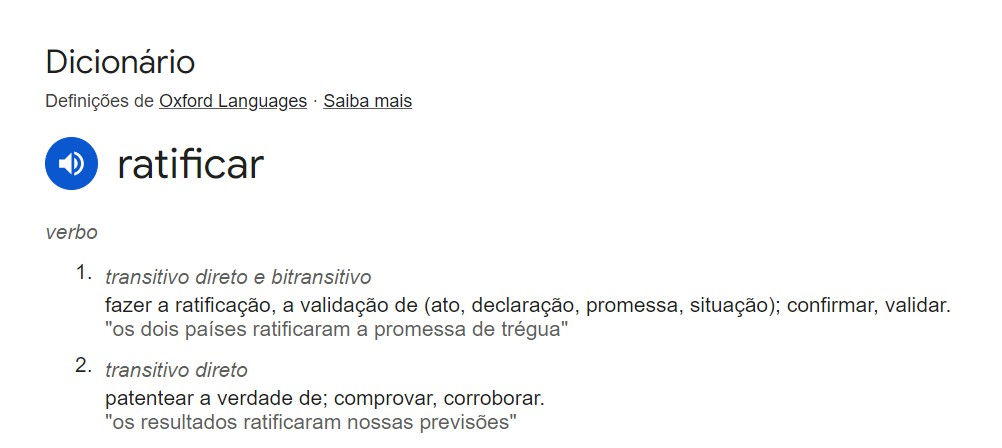 Dicionário
Definições de Oxford Languages · Saiba mais
ratificar
verbo
1. transitivo direto e bitransitivo
fazer a ratificação, a validação de (ato, declaração, promessa, situação); confirmar, validar.
"os dois países ratificaram a promessa de trégua"
2. transitivo direto
patentear a verdade de; comprovar, corroborar.
"os resultados ratificaram nossas previsões"